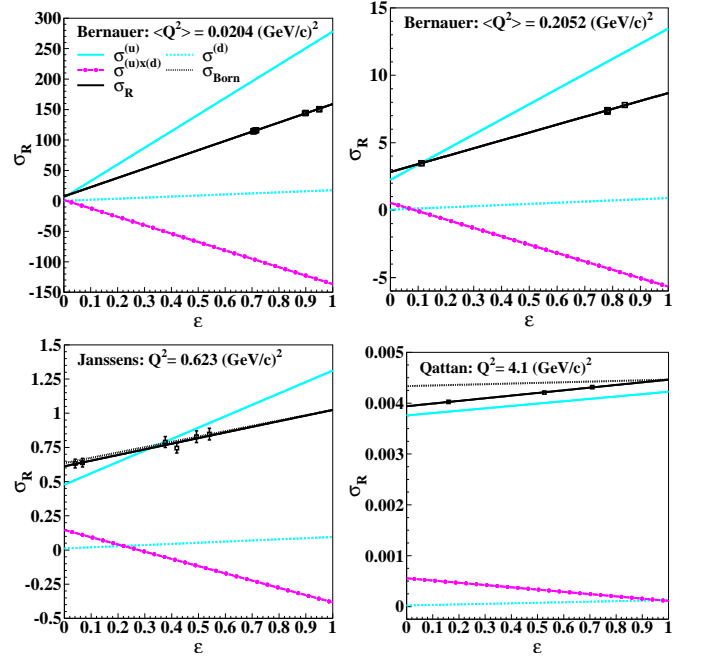 Bernauer: <Q²> = 0.0204 (GeV/c)²
σ^(u) σ^(d)
σ^(u)x(d) σ_Born
σ_R
300
250
200
150
100
50
0
-50
-100
-150
σ_R
0 0.1 0.2 0.3 0.4 0.5 0.6 0.7 0.8 0.9 1
ε
Bernauer: <Q²> = 0.2052 (GeV/c)²
15
10
5
0
-5
σ_R
0 0.1 0.2 0.3 0.4 0.5 0.6 0.7 0.8 0.9 1
ε
Janssens: Q²= 0.623 (GeV/c)²
1.5
1.25
1
0.75
0.5
0.25
0
-0.25
-0.5
σ_R
0 0.1 0.2 0.3 0.4 0.5 0.6 0.7 0.8 0.9 1
ε
Qattan: Q²= 4.1 (GeV/c)²
0.005
0.004
0.003
0.002
0.001
0
σ_R
0 0.1 0.2 0.3 0.4 0.5 0.6 0.7 0.8 0.9 1
ε